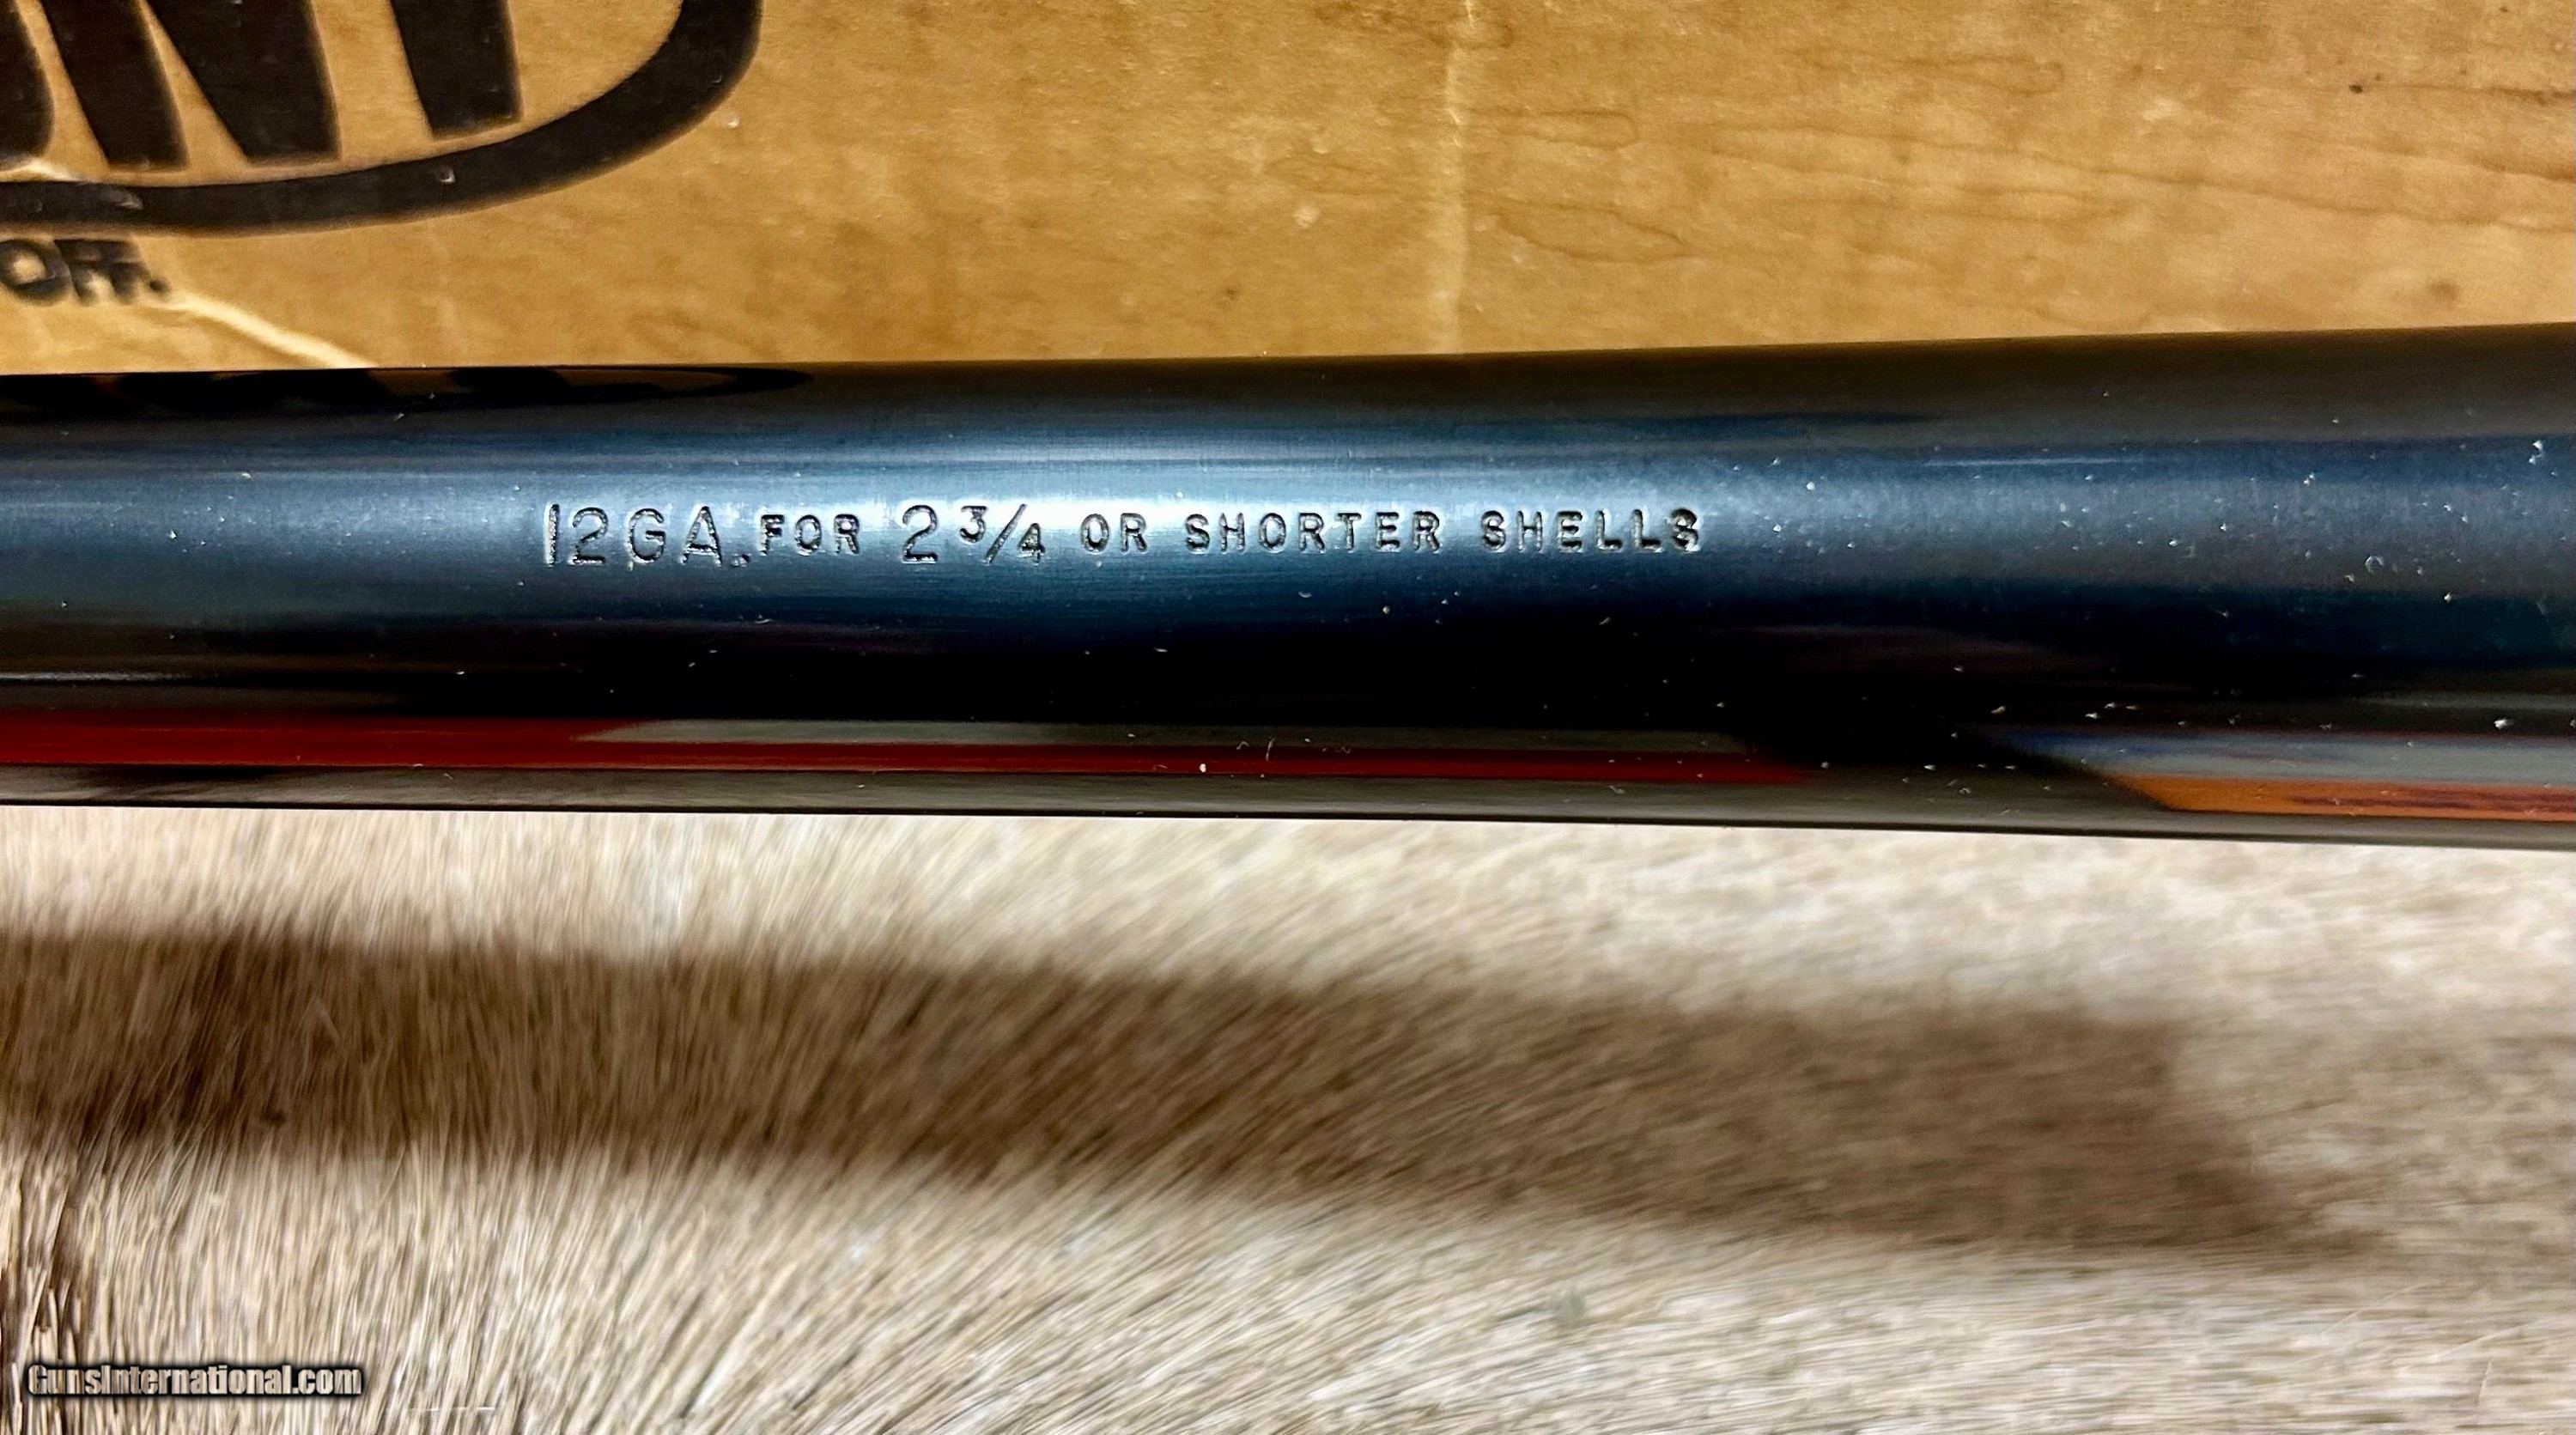 OFF.
12GA. FOR 2 3/4 OR SHORTER SHELLS
GunsInternational.com